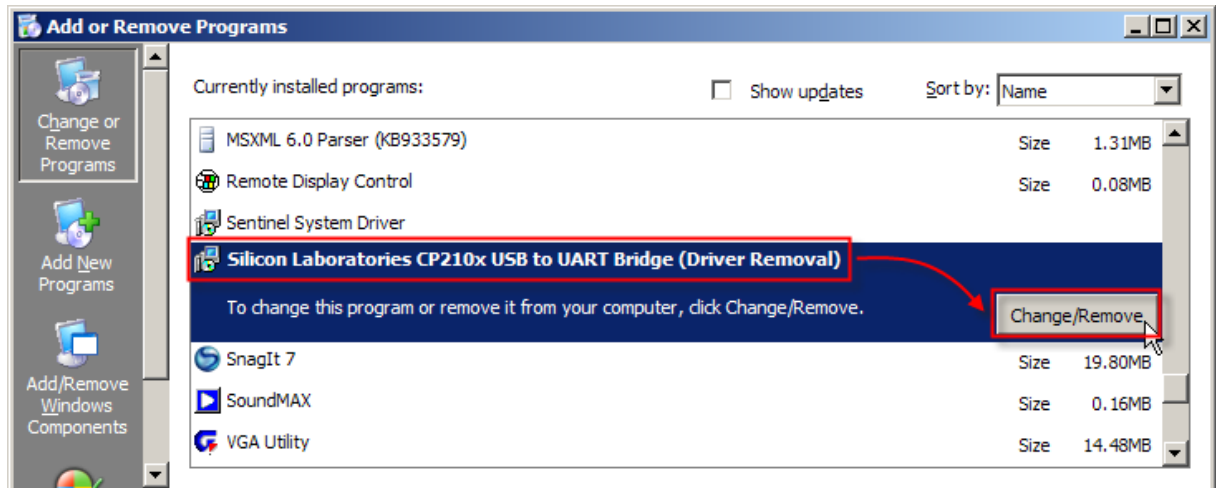 Add or Remove Programs
Change or
Remove
Programs
Add New
Programs
Add/Remove
Windows
Components
Currently installed programs:
Show updates
Sort by: Name
MSXML 6.0 Parser (KB933579) Size 1.31MB
Remote Display Control Size 0.08MB
Sentinel System Driver
Silicon Laboratories CP210x USB to UART Bridge (Driver Removal)
To change this program or remove it from your computer, click Change/Remove.
Change/Remove
SnagIt 7 Size 19.80MB
SoundMAX Size 0.16MB
VGA Utility Size 14.48MB